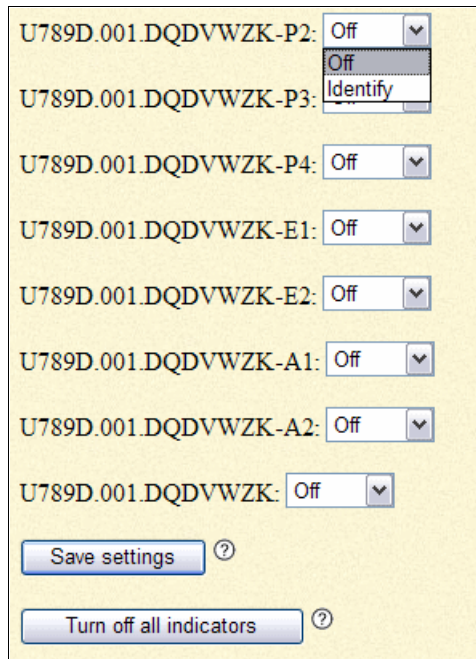 U789D.001.DQDVWZK-P2: Off
Off
Identify
U789D.001.DQDVWZK-P3:
U789D.001.DQDVWZK-P4: Off
U789D.001.DQDVWZK-E1: Off
U789D.001.DQDVWZK-E2: Off
U789D.001.DQDVWZK-A1: Off
U789D.001.DQDVWZK-A2: Off
U789D.001.DQDVWZK: Off
Save settings ?
Turn off all indicators ?